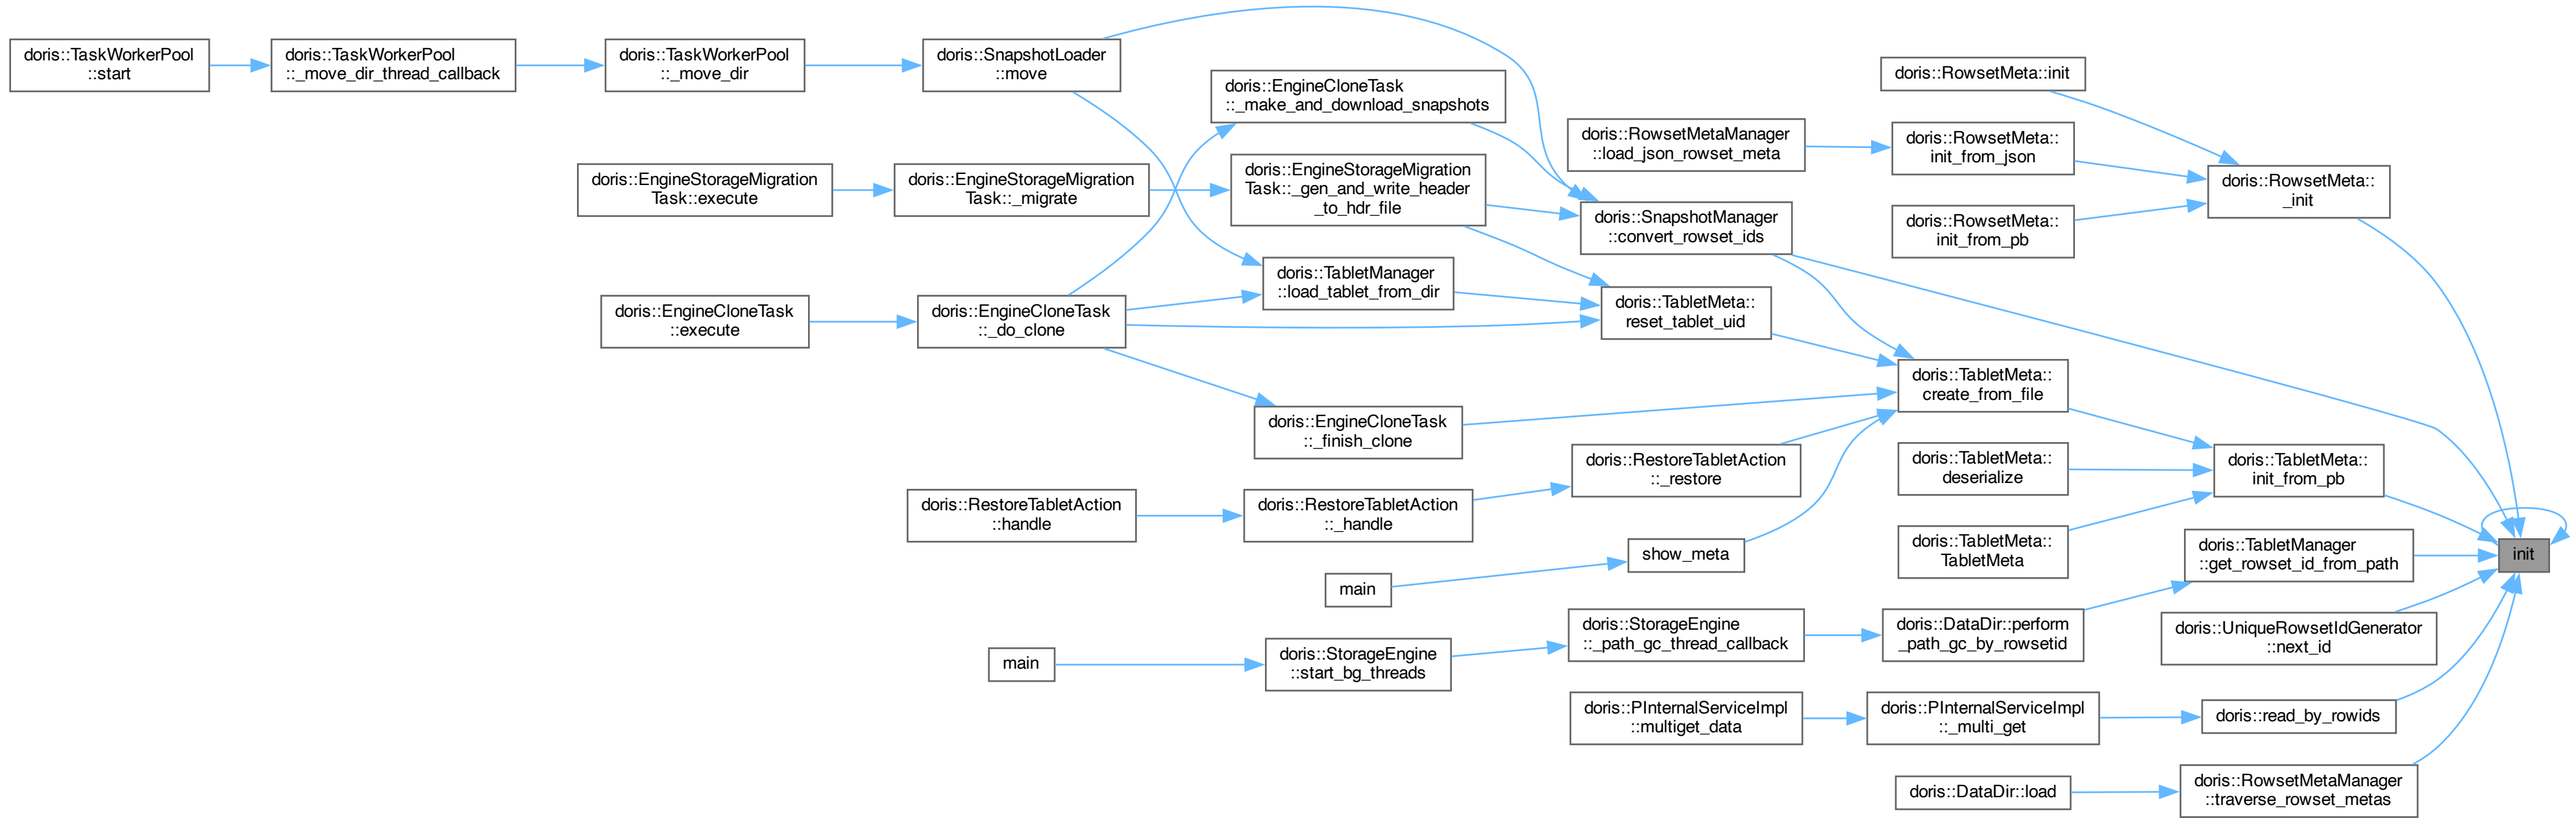 doris::TaskWorkerPool
::start
doris::TaskWorkerPool
::_move_dir_thread_callback
doris::TaskWorkerPool
::_move_dir
doris::SnapshotLoader
::move
doris::EngineCloneTask
::_make_and_download_snapshots
doris::RowsetMeta::init
doris::RowsetMetaManager
::load_json_rowset_meta
doris::RowsetMeta::
init_from_json
doris::EngineStorageMigration
Task::execute
doris::EngineStorageMigration
Task::_migrate
doris::EngineStorageMigration
Task::_gen_and_write_header
_to_hdr_file
doris::RowsetMeta::
_init
doris::SnapshotManager
::convert_rowset_ids
doris::RowsetMeta::
init_from_pb
doris::TabletManager
::load_tablet_from_dir
doris::EngineCloneTask
::execute
doris::EngineCloneTask
::_do_clone
doris::TabletMeta::
reset_tablet_uid
doris::TabletMeta::
create_from_file
doris::EngineCloneTask
::_finish_clone
doris::RestoreTabletAction
::_restore
doris::TabletMeta::
deserialize
doris::TabletMeta::
init_from_pb
doris::RestoreTabletAction
::handle
doris::RestoreTabletAction
::_handle
show_meta
doris::TabletMeta::
TabletMeta
doris::TabletManager
::get_rowset_id_from_path
init
main
doris::StorageEngine
::_path_gc_thread_callback
doris::DataDir::perform
_path_gc_by_rowsetid
doris::UniqueRowsetIdGenerator
::next_id
main
doris::StorageEngine
::start_bg_threads
doris::PInternalServiceImpl
::multiget_data
doris::PInternalServiceImpl
::_multi_get
doris::read_by_rowids
doris::DataDir::load
doris::RowsetMetaManager
::traverse_rowset_metas